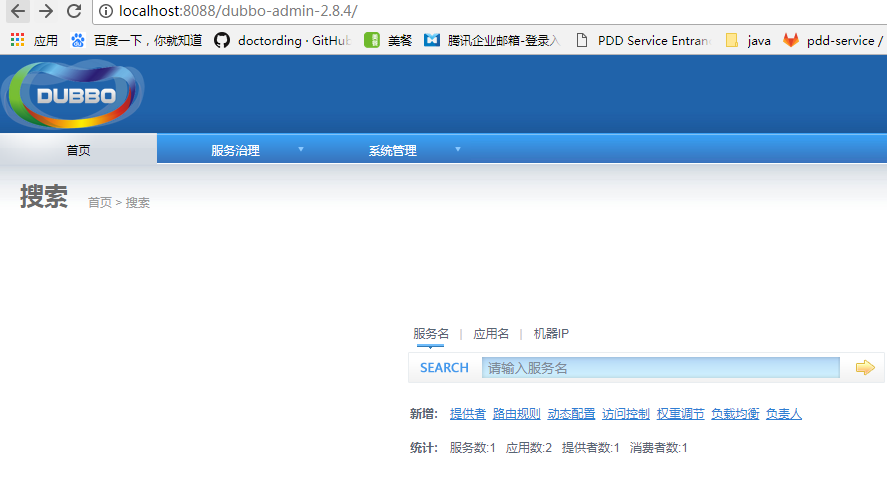 localhost:8088/dubbo-admin-2.8.4/
应用 百度一下，你就知道 doctording · GitHub 美餐 腾讯企业邮箱-登录入 PDD Service Entran java pdd-service /
DUBBO
首页 服务治理 系统管理
搜索 首页 > 搜索
服务名 | 应用名 | 机器IP
SEARCH 请输入服务名
新增: 提供者 路由规则 动态配置 访问控制 权重调节 负载均衡 负责人
统计: 服务数:1 应用数:2 提供者数:1 消费者数:1